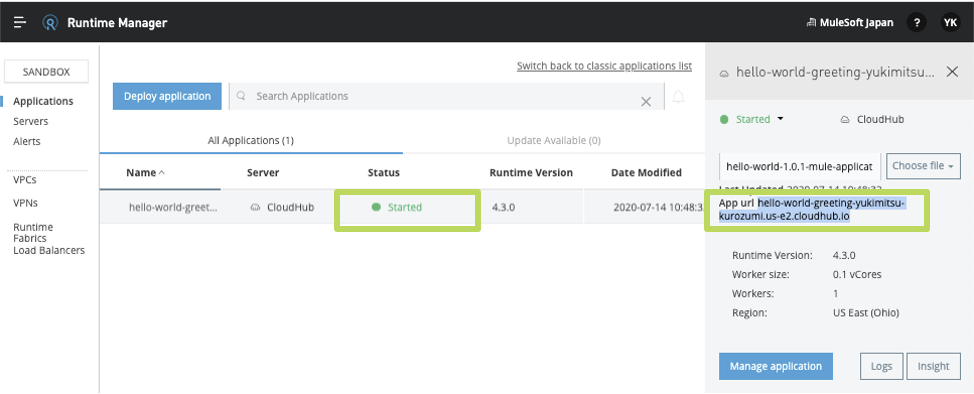 Runtime Manager
MuleSoft Japan
?
YK
SANDBOX
Applications
Servers
Alerts
VPCs
VPNs
Runtime
Fabrics
Load Balancers
Switch back to classic applications list
Deploy application
Search Applications
All Applications (1)
Update Available (0)
Name
Server
Status
Runtime Version
Date Modified
hello-world-greet...
CloudHub
Started
4.3.0
2020-07-14 10:48:3
hello-world-greeting-yukimitsu...
Started
CloudHub
hello-world-1.0.1-mule-applicat
Choose file
Last Updated 2020-07-14 10:48:32
App url hello-world-greeting-yukimitsu-
kurozumi.us-e2.cloudhub.io
Runtime Version: 4.3.0
Worker size: 0.1 vCores
Workers: 1
Region: US East (Ohio)
Manage application
Logs
Insight